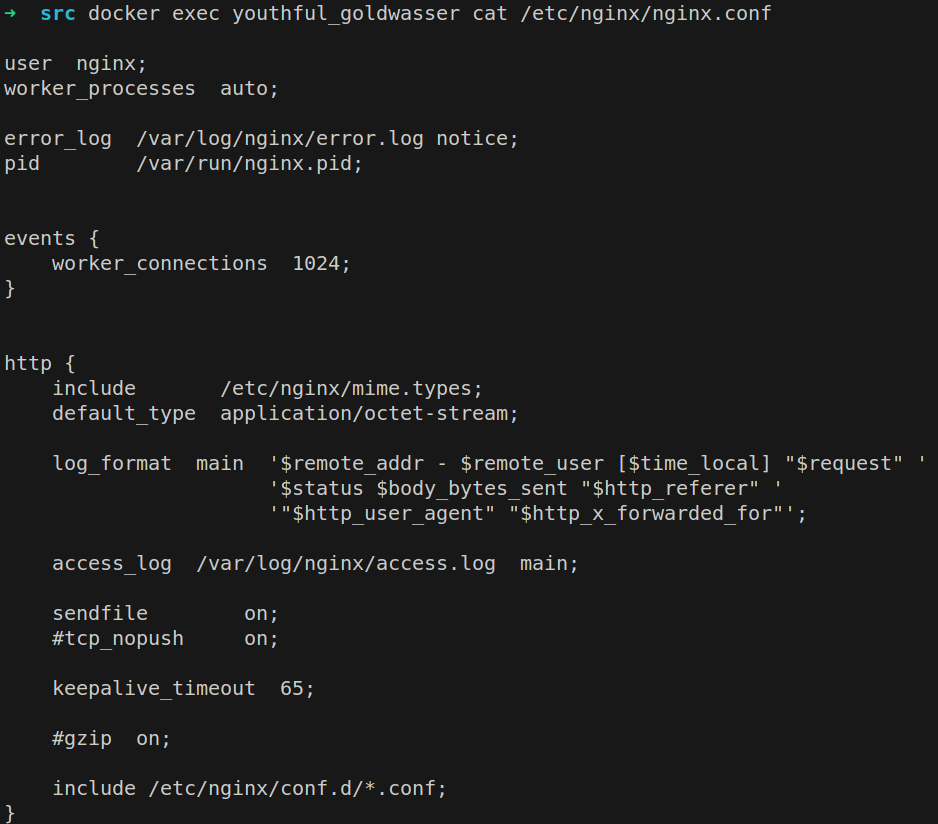 ➜  src docker exec youthful_goldwasser cat /etc/nginx/nginx.conf

user  nginx;
worker_processes  auto;

error_log  /var/log/nginx/error.log notice;
pid        /var/run/nginx.pid;


events {
    worker_connections  1024;
}


http {
    include       /etc/nginx/mime.types;
    default_type  application/octet-stream;

    log_format  main  '$remote_addr - $remote_user [$time_local] "$request" '
                      '$status $body_bytes_sent "$http_referer" '
                      '"$http_user_agent" "$http_x_forwarded_for"';

    access_log  /var/log/nginx/access.log  main;

    sendfile        on;
    #tcp_nopush     on;

    keepalive_timeout  65;

    #gzip  on;

    include /etc/nginx/conf.d/*.conf;
}